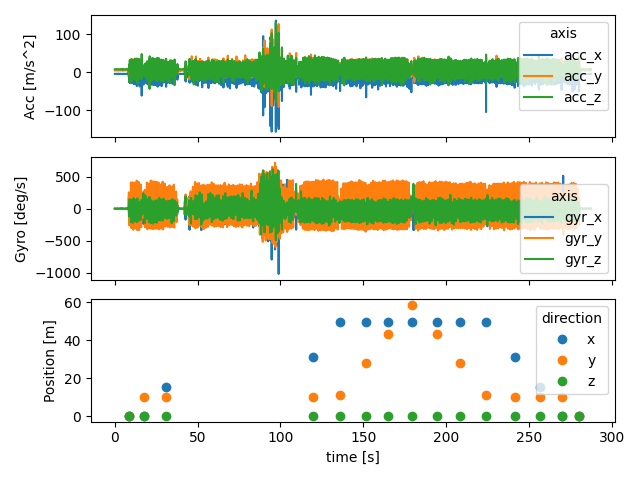 Acc [m/s^2]
100
0
−100
axis
acc_x
acc_y
acc_z
Gyro [deg/s]
500
0
−500
−1000
axis
gyr_x
gyr_y
gyr_z
Position [m]
60
40
20
0
direction
x
y
z
0
50
100
150
200
250
300
time [s]